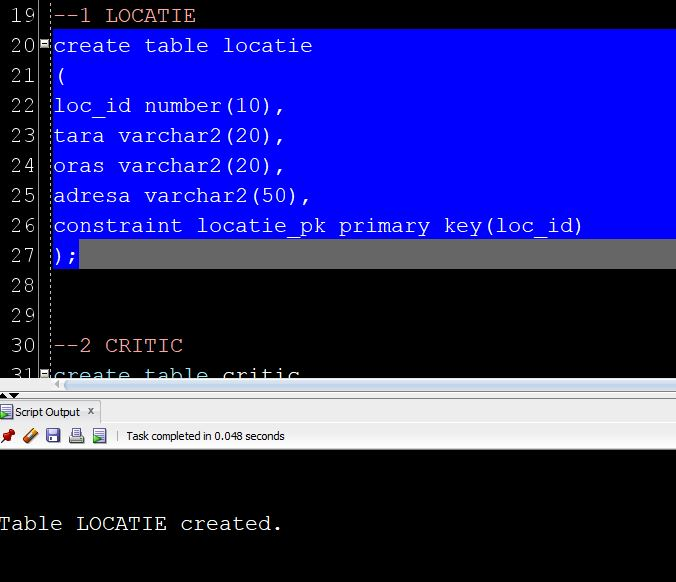 19 --1 LOCATIE
20 create table locatie
21 (
22 loc_id number(10),
23 tara varchar2(20),
24 oras varchar2(20),
25 adresa varchar2(50),
26 constraint locatie_pk primary key(loc_id)
27 );
28
29
30 --2 CRITIC
31 create table critic
Script Output x
Task completed in 0.048 seconds
Table LOCATIE created.